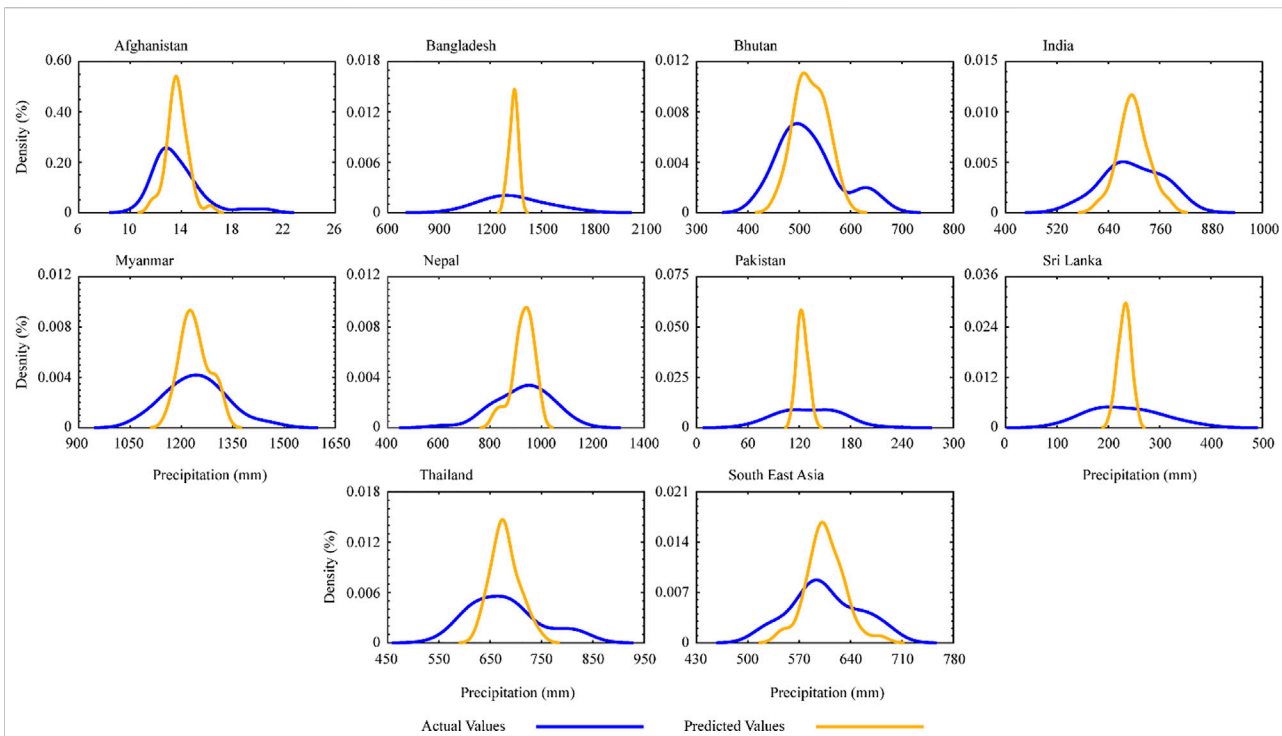 Afghanistan Bangladesh Bhutan India
0.60 0.018 0.012 0.015
0.40 0.012 0.008 0.010
0.20 0.006 0.004 0.005
0 0 0 0
6 10 14 18 22 26 600 900 1200 1500 1800 2100 300 400 500 600 700 800 400 520 640 760 880 1000
Density (%)
Myanmar Nepal Pakistan Sri Lanka
0.012 0.012 0.075 0.036
0.008 0.008 0.050 0.024
0.004 0.004 0.025 0.012
0 0 0 0
900 1050 1200 1350 1500 1650 400 600 800 1000 1200 1400 0 60 120 180 240 300 0 100 200 300 400 500
Desnity (%)
Precipitation (mm) Precipitation (mm)
Thailand South East Asia
0.018 0.021
0.012 0.014
0.006 0.007
0 0
450 550 650 750 850 950 430 500 570 640 710 780
Density (%)
Precipitation (mm) Precipitation (mm)
Actual Values Predicted Values